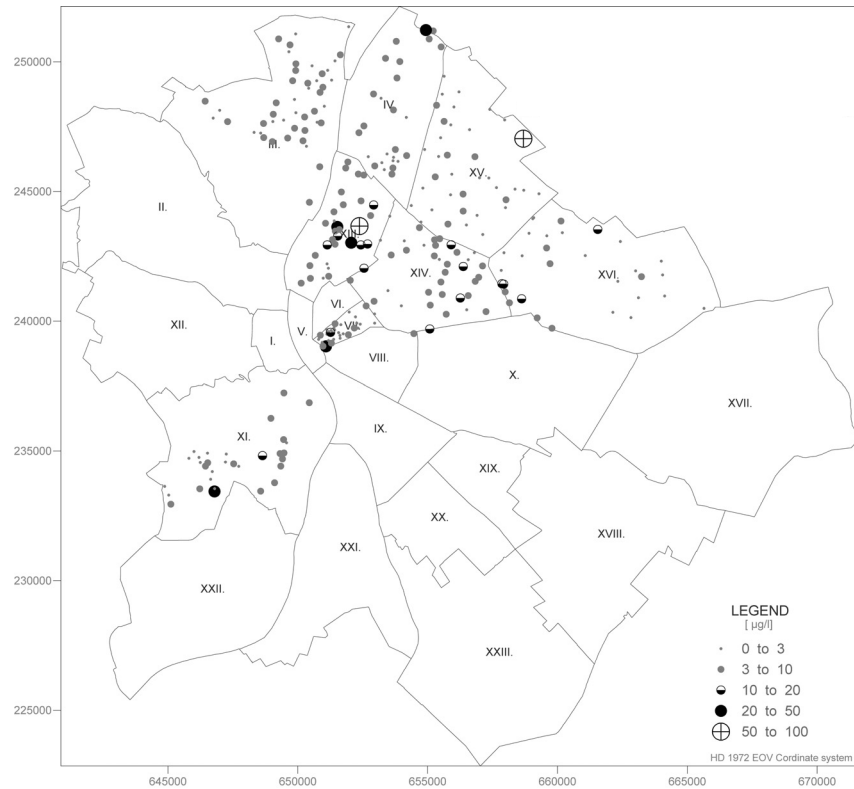 250000
IV.
III.
245000
XV.
II.
XIII.
XIV.
XVI.
VI.
240000
XII.
I.
V.
VII.
VIII.
X.
XVII.
235000
XI.
IX.
XIX.
XX.
XVIII.
XXI.
230000
XXII.
XXIII.
LEGEND
[ µg/l]
0 to 3
3 to 10
10 to 20
20 to 50
50 to 100
225000
HD 1972 EOV Cordinate system
645000 650000 655000 660000 665000 670000